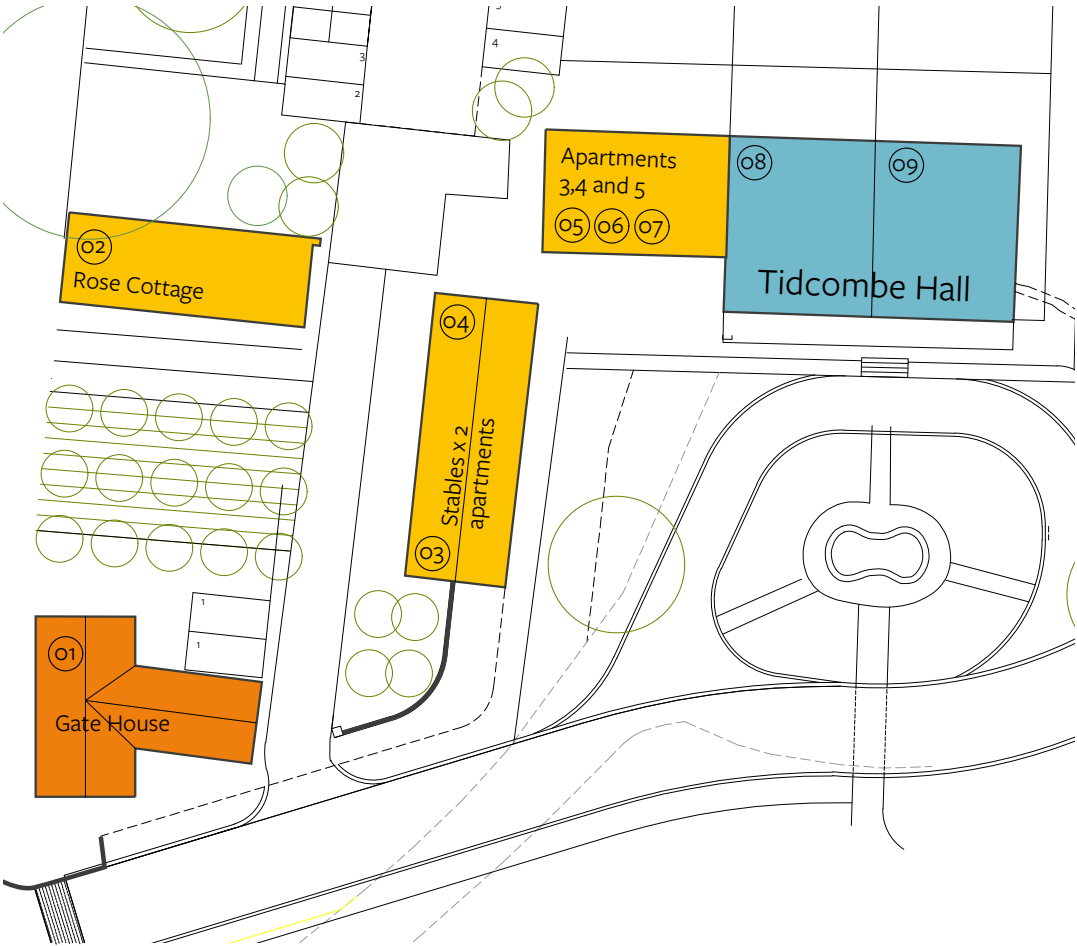 4
3
2
Apartments
3,4 and 5
05 06 07
08
09
Tidcombe Hall
02
Rose Cottage
04
Stables x 2
apartments
03
1
1
01
Gate House